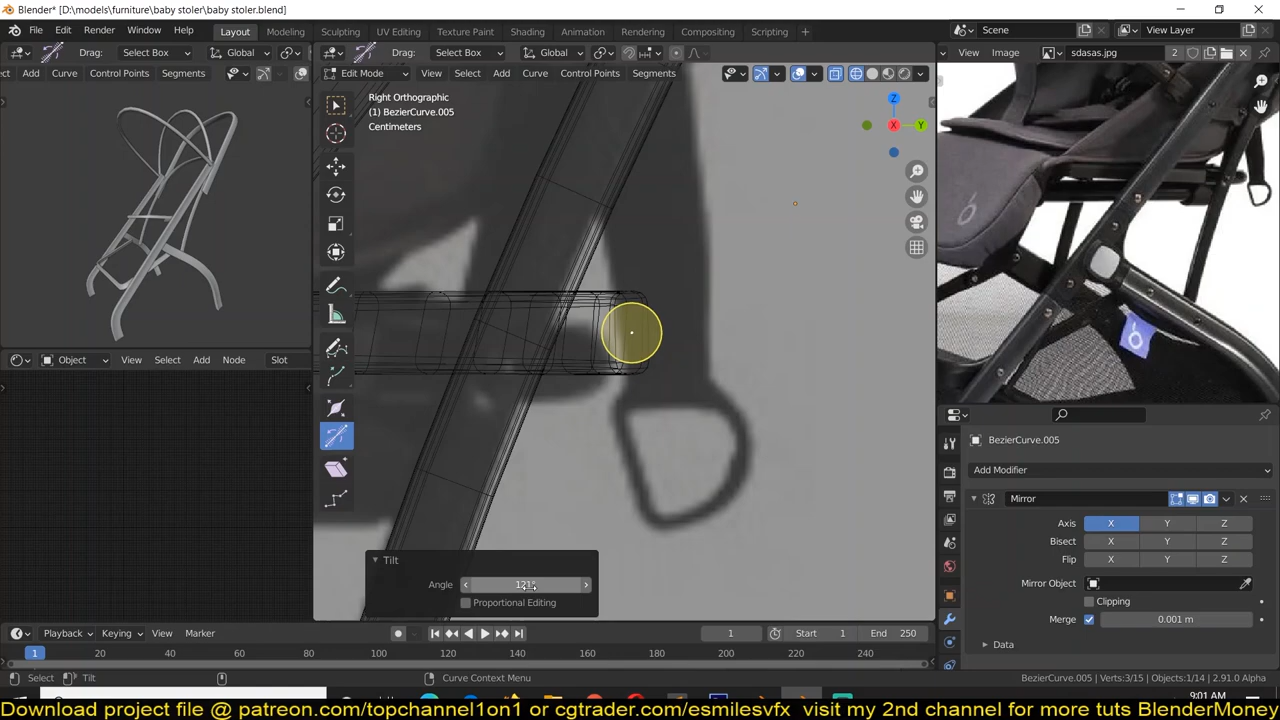 Blender* [D:\models\furniture\baby stoler\baby stoler.blend]
File Edit Render Window Help Layout Modeling Sculpting UV Editing Texture Paint Shading Animation Rendering Compositing Scripting Scene View Layer
Drag: Select Box Global Drag: Select Box Global View Image sdasas.jpg 2
Add Curve Control Points Segments Edit Mode View Select Add Curve Control Points Segments
Right Orthographic
(1) BezierCurve.005
Centimeters
Z
X
Y
Object View Select Add Node Slot
BezierCurve.005
Add Modifier
Mirror
Axis X Y Z
Bisect X Y Z
Flip X Y Z
Mirror Object
Clipping
Merge 0.001 m
Data
Tilt
Angle 121°
Proportional Editing
Playback Keying View Marker 1 Start 1 End 250
1 20 40 60 80 100 120 140 160 180 200 220 240
Select Tilt Curve Context Menu BezierCurve.005 | Verts:3/15 | Objects:1/14 | 2.91.0 Alpha
9:01 AM
Download project file @ patreon.com/topchannel1on1 or cgtrader.com/esmilesvfx visit my 2nd channel for more tuts BlenderMoney